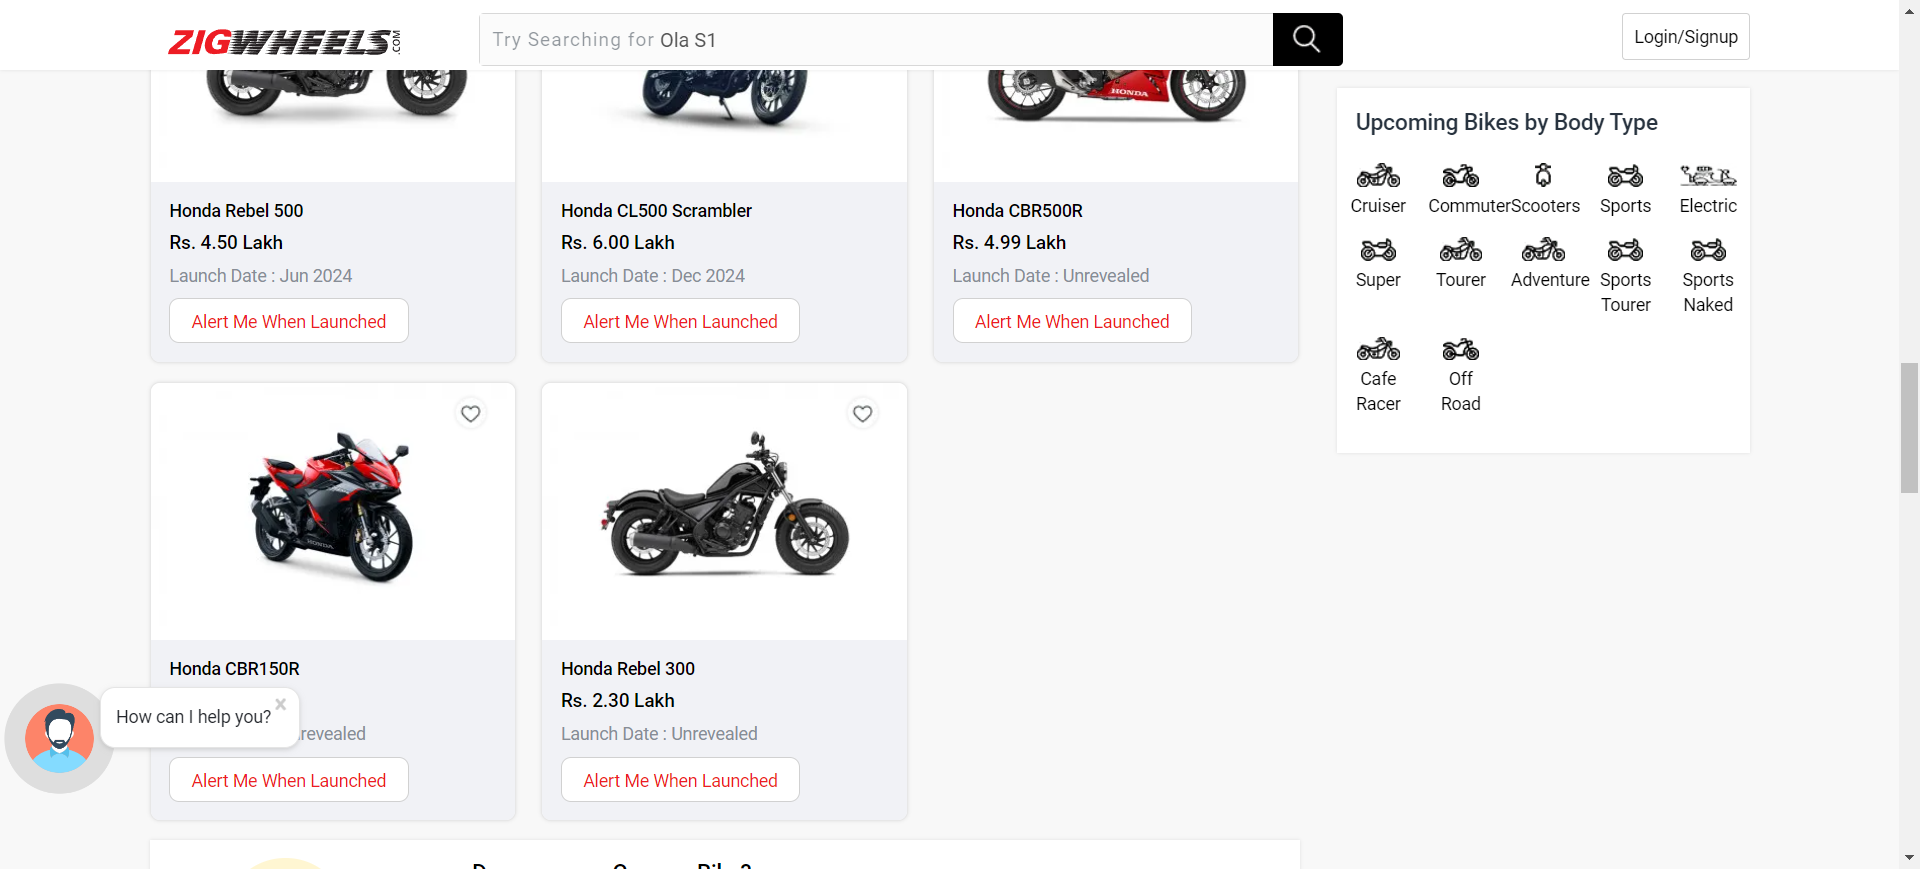 ZIGWHEELS.COM
Try Searching for Ola S1
Login/Signup
HONDA
Honda Rebel 500
Rs. 4.50 Lakh
Launch Date : Jun 2024
Alert Me When Launched
Honda CL500 Scrambler
Rs. 6.00 Lakh
Launch Date : Dec 2024
Alert Me When Launched
Honda CBR500R
Rs. 4.99 Lakh
Launch Date : Unrevealed
Alert Me When Launched
Upcoming Bikes by Body Type
Cruiser
Commuter
Scooters
Sports
Electric
Super
Tourer
Adventure
Sports
Tourer
Sports
Naked
Cafe
Racer
Off
Road
HONDA
Honda CBR150R
Alert Me When Launched
Honda Rebel 300
Rs. 2.30 Lakh
Launch Date : Unrevealed
Alert Me When Launched
How can I help you?